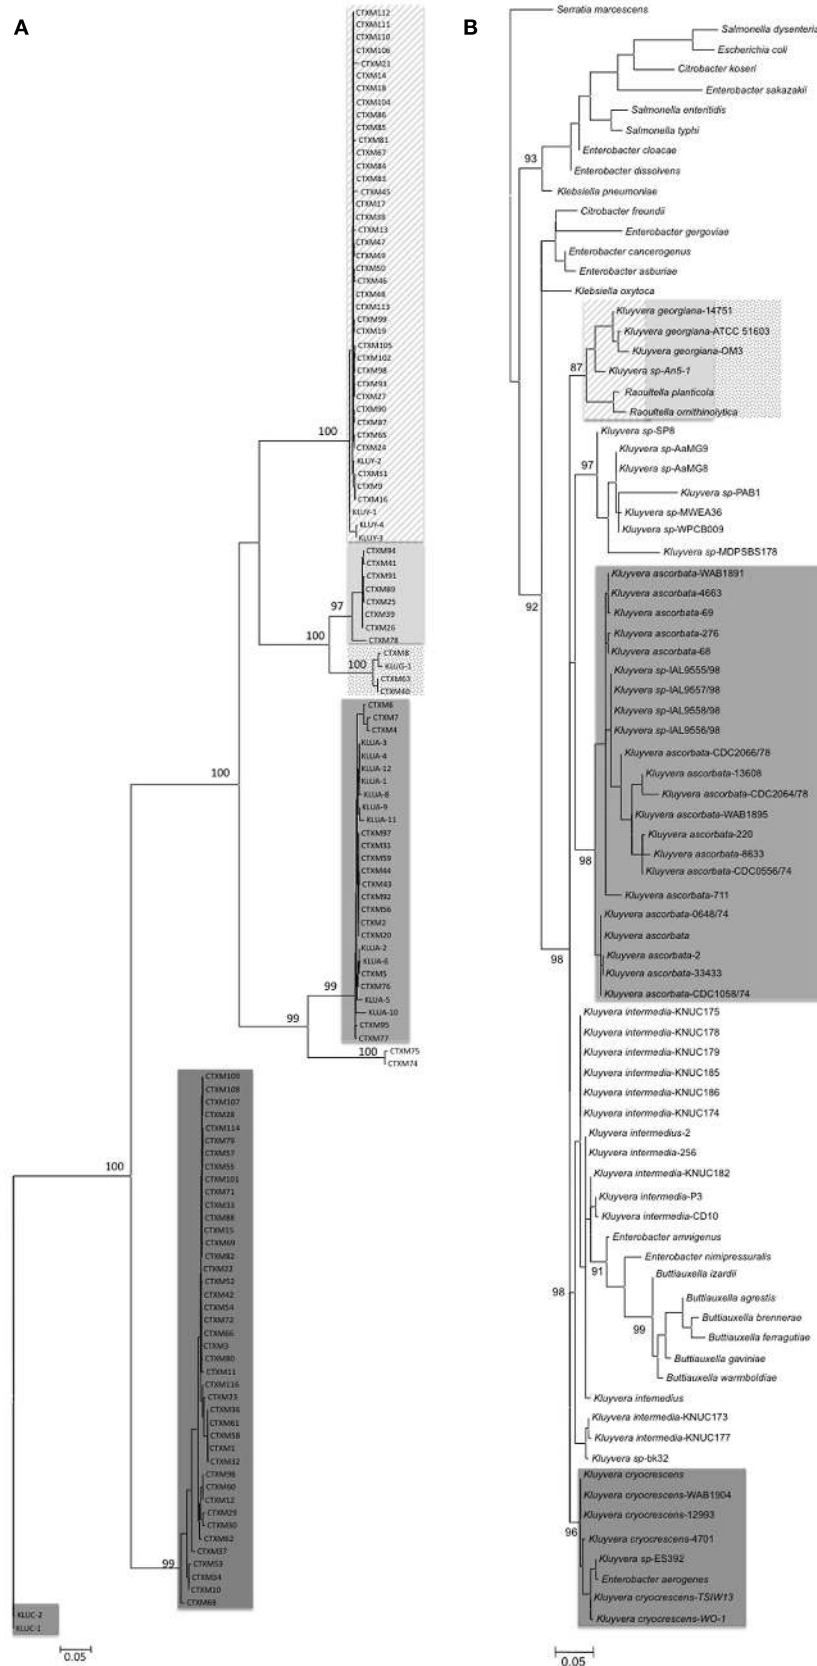 A
CTXM112
CTXM111
CTXM110
CTXM106
CTXM21
CTXM14
CTXM18
CTXM104
CTXM86
CTXM85
CTXM81
CTXM67
CTXM84
CTXM83
CTXM45
CTXM17
CTXM38
CTXM13
CTXM47
CTXM49
CTXM50
CTXM46
CTXM48
CTXM113
CTXM99
CTXM19
CTXM105
CTXM102
CTXM98
CTXM93
CTXM27
CTXM90
CTXM87
CTXM65
CTXM24
KLUY-2
CTXM51
CTXM9
CTXM16
KLUY-1
KLUY-4
KLUY-3
100
CTXM94
CTXM41
CTXM91
CTXM89
CTXM25
CTXM39
CTXM26
CTXM78
97
100
CTXM8
KLUG-1
CTXM63
CTXM40
100
CTXM6
CTXM7
CTXM4
KLUA-3
KLUA-4
KLUA-12
KLUA-1
KLUA-8
KLUA-9
KLUA-11
CTXM97
CTXM31
CTXM59
CTXM44
CTXM43
CTXM92
CTXM56
CTXM2
CTXM20
KLUA-2
KLUA-6
CTXM5
CTXM76
KLUA-5
KLUA-10
CTXM95
CTXM77
100
99
99
100
CTXM75
CTXM74
CTXM109
CTXM108
CTXM107
CTXM28
CTXM114
CTXM79
CTXM57
CTXM55
CTXM101
CTXM71
CTXM33
CTXM88
CTXM15
CTXM69
CTXM82
CTXM22
CTXM52
CTXM42
CTXM54
CTXM72
CTXM66
CTXM3
CTXM80
CTXM11
CTXM116
CTXM23
CTXM36
CTXM61
CTXM58
CTXM1
CTXM32
CTXM96
CTXM60
CTXM12
CTXM29
CTXM30
CTXM62
CTXM37
CTXM53
CTXM34
CTXM10
CTXM68
100
99
KLUC-2
KLUC-1
0.05
B
Serratia marcescens
Salmonella dysenteria
Escherichia coli
Citrobacter koseri
Enterobacter sakazakii
Salmonella enteritidis
Salmonella typhi
Enterobacter cloacae
93
Enterobacter dissolvens
Klebsiella pneumoniae
Citrobacter freundii
Enterobacter gergoviae
Enterobacter cancerogenus
Enterobacter asburiae
Klebsiella oxytoca
Kluyvera georgiana-14751
Kluyvera georgiana-ATCC 51603
Kluyvera georgiana-OM3
87
Kluyvera sp-An5-1
Raoultella planticola
Raoultella ornithinolytica
Kluyvera sp-SP8
Kluyvera sp-AaMG9
97
Kluyvera sp-AaMG8
Kluyvera sp-PAB1
Kluyvera sp-MWEA36
Kluyvera sp-WPCB009
Kluyvera sp-MDPSBS178
Kluyvera ascorbata-WAB1891
Kluyvera ascorbata-4663
92
Kluyvera ascorbata-69
Kluyvera ascorbata-276
Kluyvera ascorbata-68
Kluyvera sp-IAL9555/98
Kluyvera sp-IAL9557/98
Kluyvera sp-IAL9558/98
Kluyvera sp-IAL9556/98
Kluyvera ascorbata-CDC2066/78
Kluyvera ascorbata-13608
Kluyvera ascorbata-CDC2064/78
Kluyvera ascorbata-WAB1895
Kluyvera ascorbata-220
Kluyvera ascorbata-8633
98
Kluyvera ascorbata-CDC0556/74
Kluyvera ascorbata-711
Kluyvera ascorbata-0648/74
Kluyvera ascorbata
Kluyvera ascorbata-2
98
Kluyvera ascorbata-33433
Kluyvera ascorbata-CDC1058/74
Kluyvera intermedia-KNUC175
Kluyvera intermedia-KNUC178
Kluyvera intermedia-KNUC179
Kluyvera intermedia-KNUC185
Kluyvera intermedia-KNUC186
Kluyvera intermedia-KNUC174
Kluyvera intermedius-2
Kluyvera intermedia-256
Kluyvera intermedia-KNUC182
Kluyvera intermedia-P3
Kluyvera intermedia-CD10
Enterobacter amnigenus
Enterobacter nimipressuralis
91
Buttiauxella izardii
98
Buttiauxella agrestis
Buttiauxella brennerae
99
Buttiauxella ferragutiae
Buttiauxella gaviniae
Buttiauxella warmboldiae
Kluyvera intemedius
Kluyvera intermedia-KNUC173
Kluyvera intermedia-KNUC177
Kluyvera sp-bk32
Kluyvera cryocrescens
Kluyvera cryocrescens-WAB1904
Kluyvera cryocrescens-12993
96
Kluyvera cryocrescens-4701
Kluyvera sp-ES392
Enterobacter aerogenes
Kluyvera cryocrescens-TSIW13
Kluyvera cryocrescens-WO-1
0.05